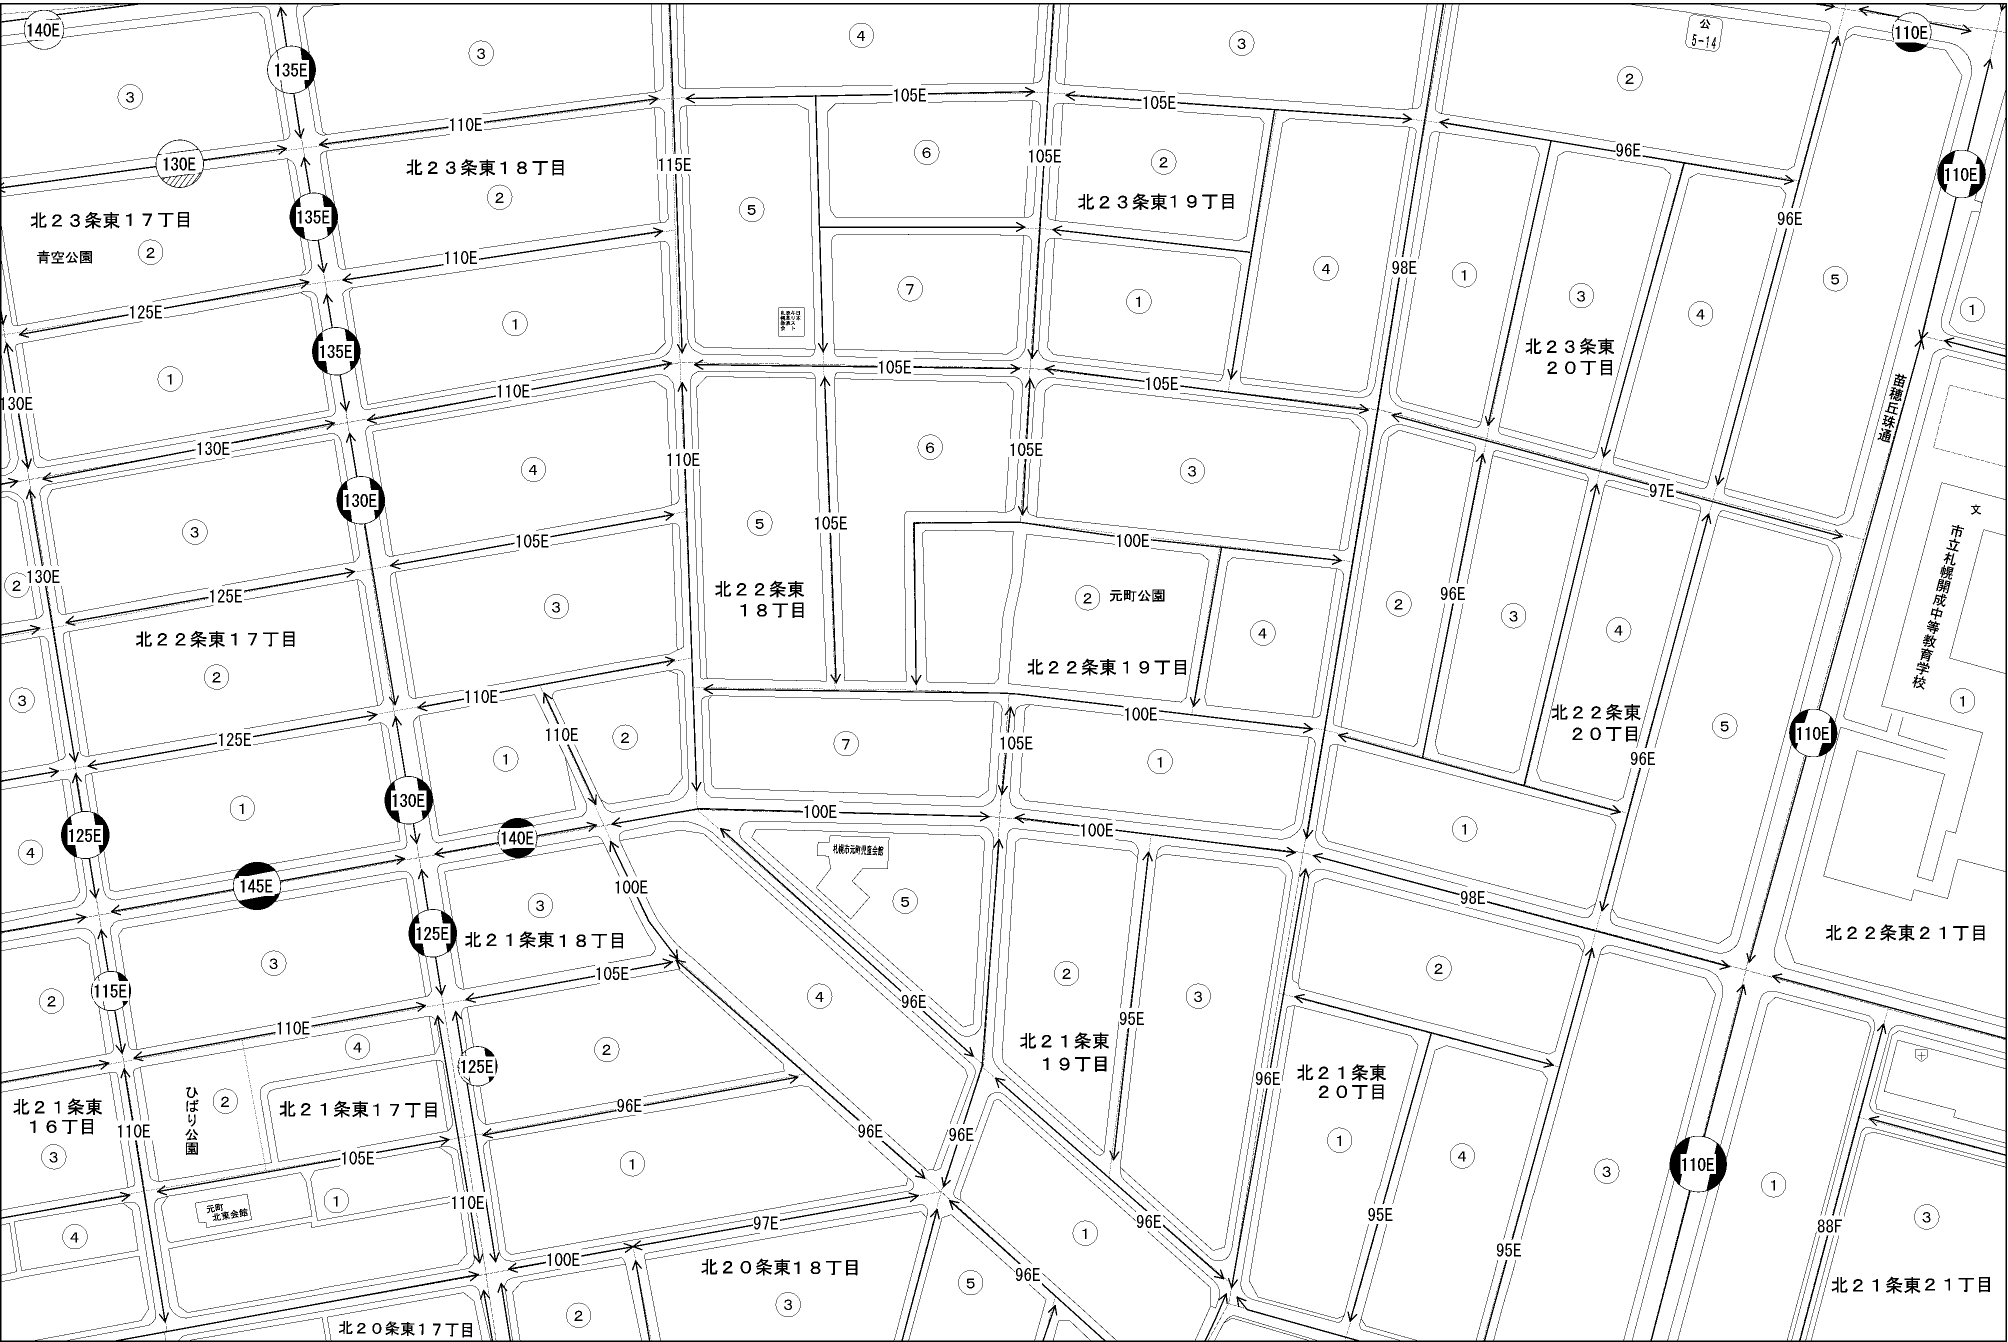 140E
135E
③
③
④
③
公
5-14
②
110E
③
110E
105E
105E
130E
北23条東18丁目
②
115E
⑤
⑥
105E
②
北23条東19丁目
96E
110E
北23条東17丁目
②
青空公園
135E
96E
110E
125E
①
⑦
①
④
98E
①
③
④
⑤
①
135E
北23条東
20丁目
①
130E
110E
105E
105E
苗穂丘珠通
130E
④
110E
⑥
105E
③
130E
97E
文
市立札幌開成中等教育学校
③
105E
⑤
105E
100E
②
130E
125E
③
北22条東
18丁目
②
元町公園
④
②
96E
③
④
北22条東17丁目
②
北22条東19丁目
③
110E
125E
110E
②
⑦
105E
100E
①
北22条東
20丁目
⑤
96E
110E
①
①
①
130E
140E
100E
100E
①
125E
④
145E
札幌市元町児童会館
100E
③
⑤
98E
125E
北21条東18丁目
北22条東21丁目
③
105E
②
②
115E
②
④
96E
③
110E
④
95E
北21条東
19丁目
125E
②
96E
北21条東
20丁目
ひばり公園
②
北21条東
16丁目
③
110E
北21条東17丁目
96E
96E
96E
①
④
③
110E
105E
①
①
元町
北東会館
110E
④
97E
100E
96E
①
95E
95E
88F
③
北20条東18丁目
③
⑤
96E
北21条東21丁目
②
北20条東17丁目